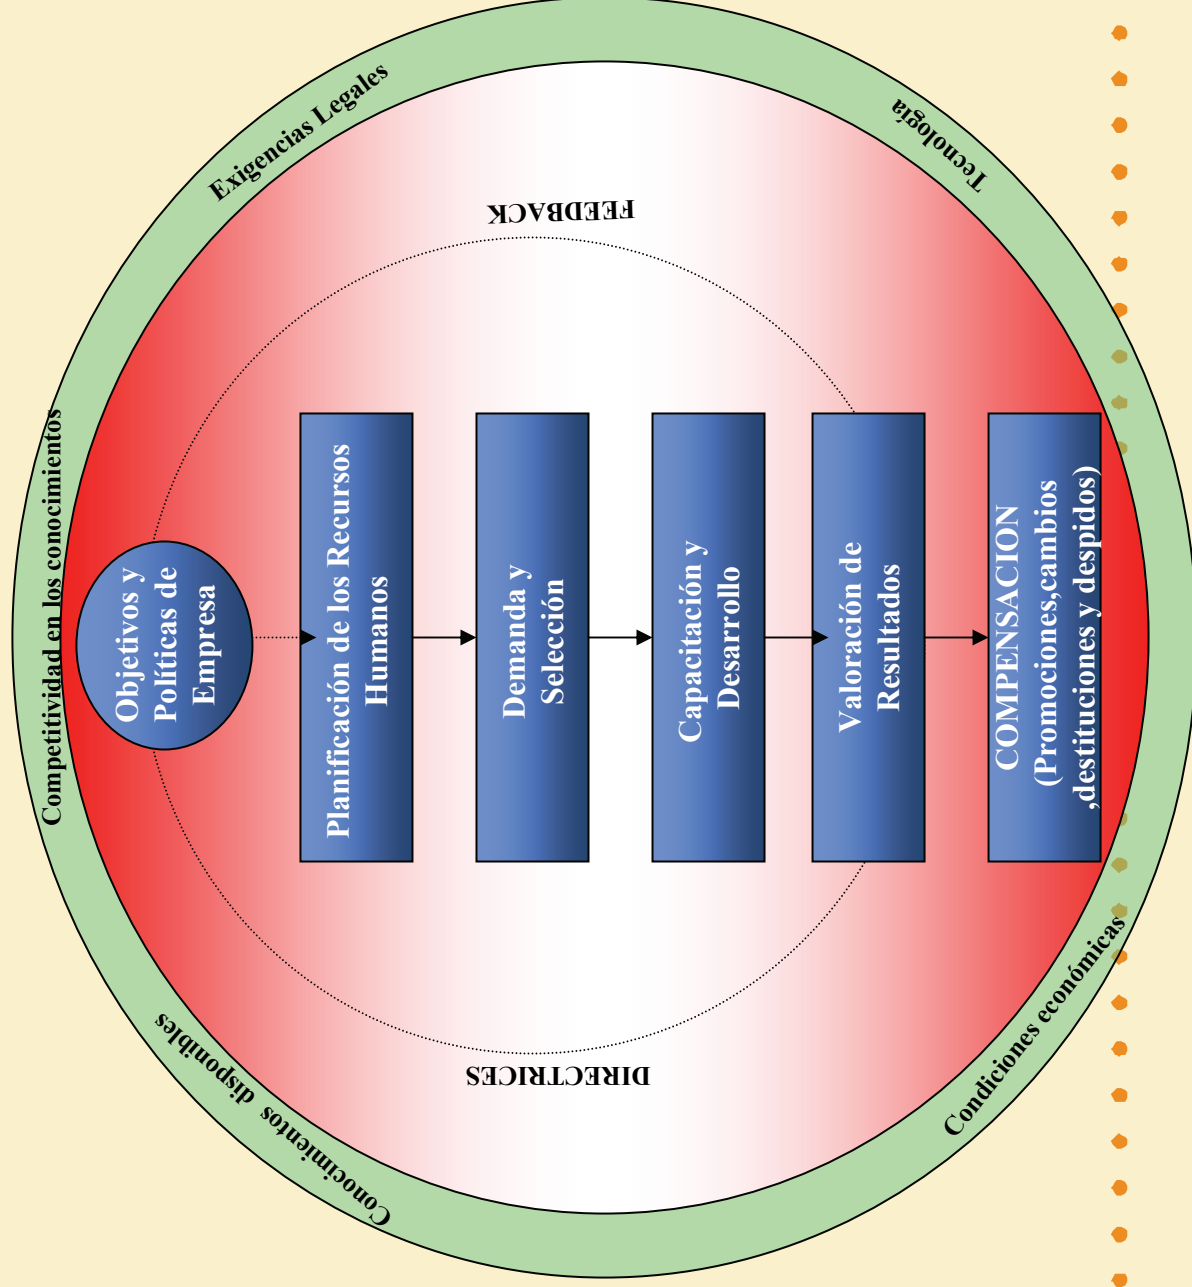 Competitividad en los conocimientos
Exigencias Legales
Tecnología
Condiciones económicas
Conocimientos disponibles
FEEDBACK
DIRECTRICES
Objetivos y
Políticas de
Empresa
Planificación de los Recursos
Humanos
Demanda y
Selección
Capacitación y
Desarrollo
Valoración de
Resultados
COMPENSACION
(Promociones,cambios
,destituciones y despidos)